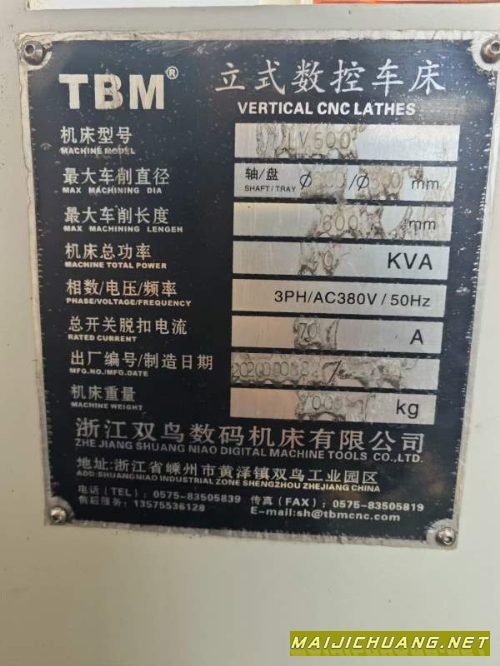 TBM® 立式数控车床
VERTICAL CNC LATHES
机床型号
MACHINE MODEL
最大车削直径 轴/盘 Ø /Ø mm
MAX MACHINING DIA SHAFT/TRAY
最大车削长度 600 mm
MAX MACHINING LENGEH
机床总功率 KVA
MACHINE TOTAL POWER
相数/电压/频率 3PH/AC380V/50Hz
PHASE/VOLTAGE/FREQUENCY
总开关脱扣电流 70 A
RATED CURRENT
出厂编号/制造日期 /
MFG.NO./MFG.DATE
机床重量 kg
MACHINE WEIGHT
浙江双鸟数码机床有限公司
ZHE JIANG SHUANG NIAO DIGITAL MACHINE TOOLS CO.,LTD.
地址:浙江省嵊州市黄泽镇双鸟工业园区
ADD:SHUANGNIAO INDUSTRIAL ZONE SHENGZHOU ZHEJIANG CHINA
电话(TEL): 0575-83505839 传真(FAX): 0575-83505819
售后服务: 13575536128 E-mail:sh@tbmcnc.com
MAIJICHUANG.NET